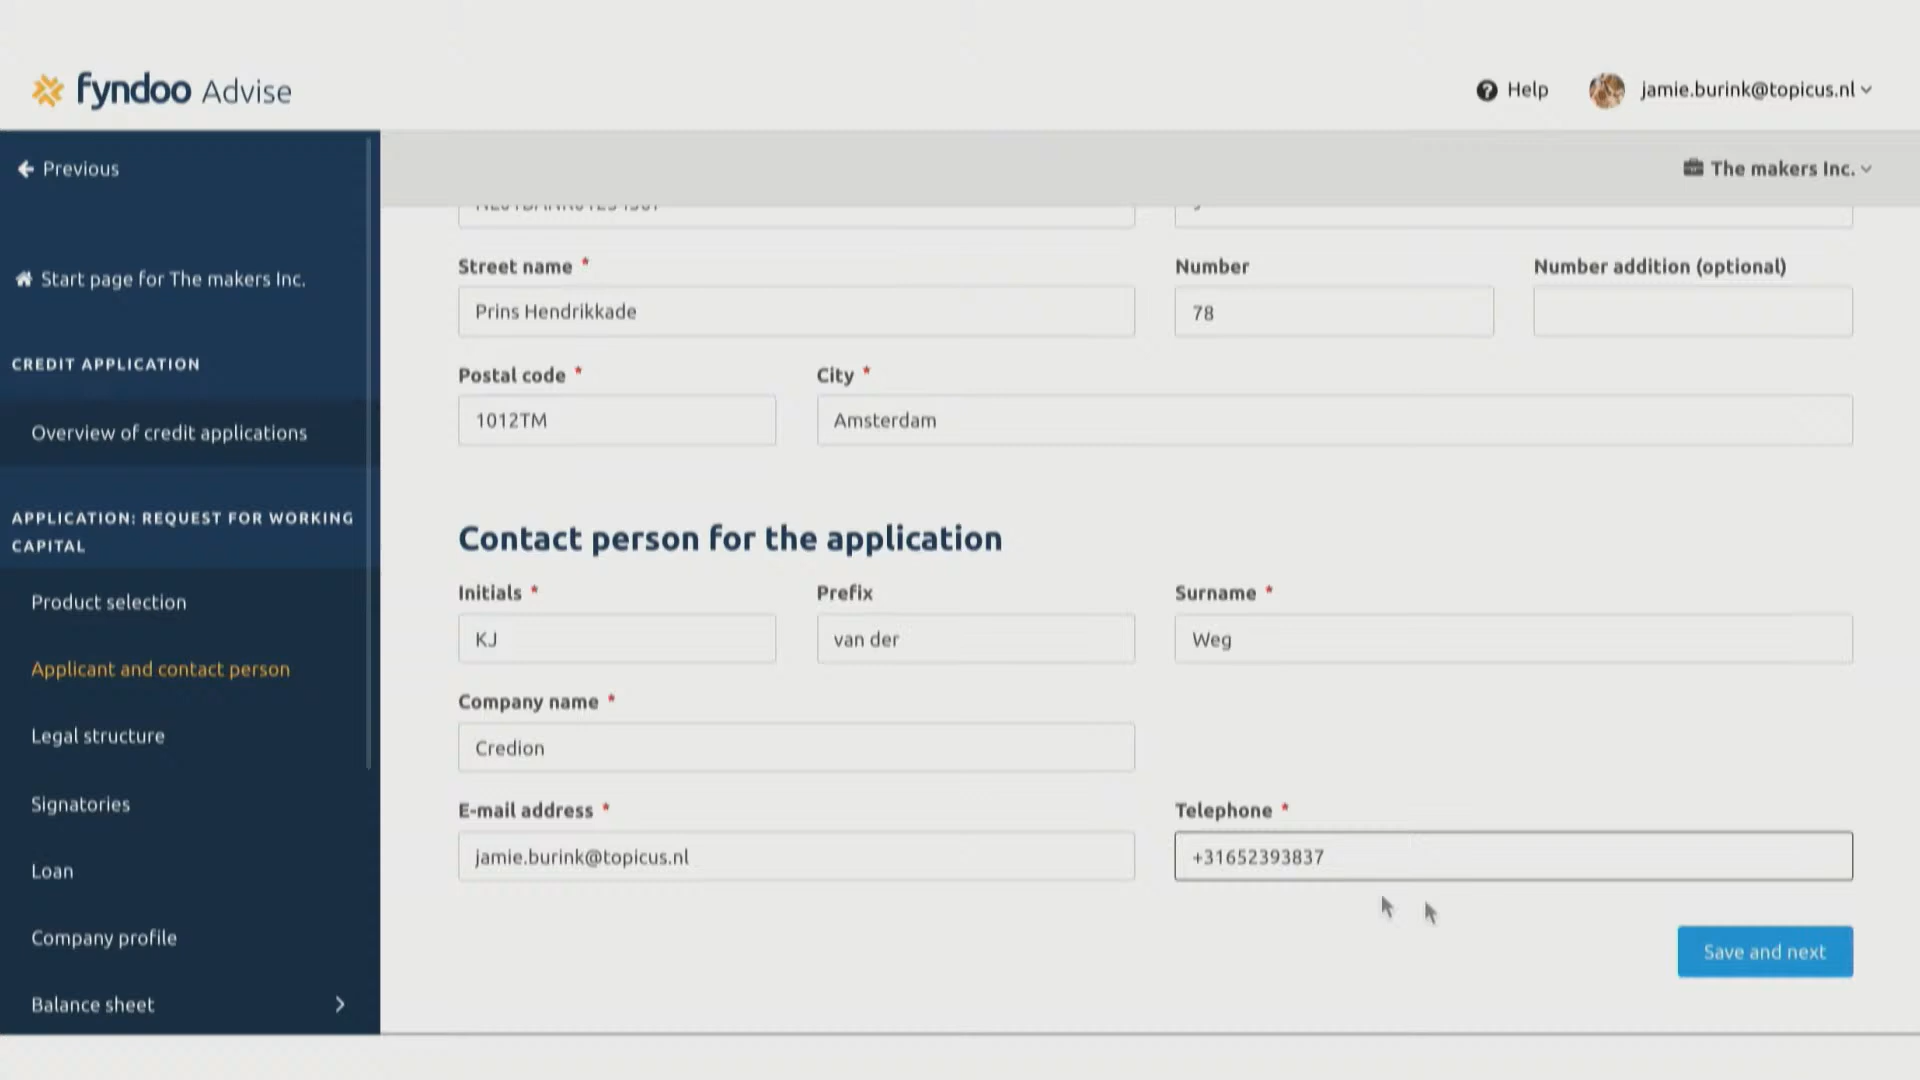 fyndoo Advise
Help
jamie.burink@topicus.nl
Previous
The makers Inc.
Start page for The makers Inc.
CREDIT APPLICATION
Overview of credit applications
APPLICATION: REQUEST FOR WORKING
CAPITAL
Product selection
Applicant and contact person
Legal structure
Signatories
Loan
Company profile
Balance sheet
Street name *
Number
Number addition (optional)
Prins Hendrikkade
78
Postal code *
City *
1012TM
Amsterdam
Contact person for the application
Initials *
Prefix
Surname *
KJ
van der
Weg
Company name *
Credion
E-mail address *
Telephone *
jamie.burink@topicus.nl
+31652393837
Save and next